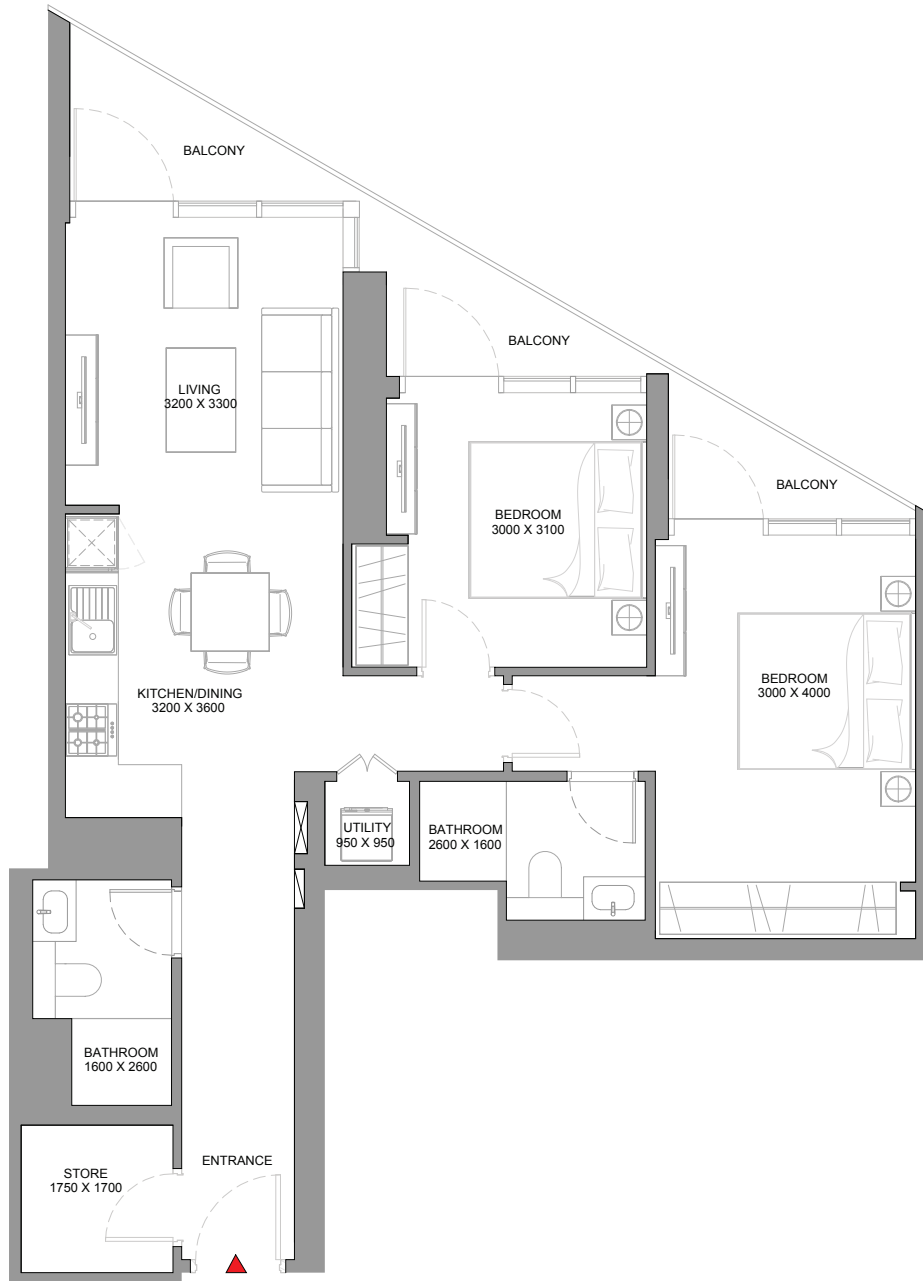 BALCONY
BALCONY
LIVING
3200 X 3300
BALCONY
BEDROOM
3000 X 3100
KITCHEN/DINING
3200 X 3600
BEDROOM
3000 X 4000
UTILITY
950 X 950
BATHROOM
2600 X 1600
BATHROOM
1600 X 2600
ENTRANCE
STORE
1750 X 1700